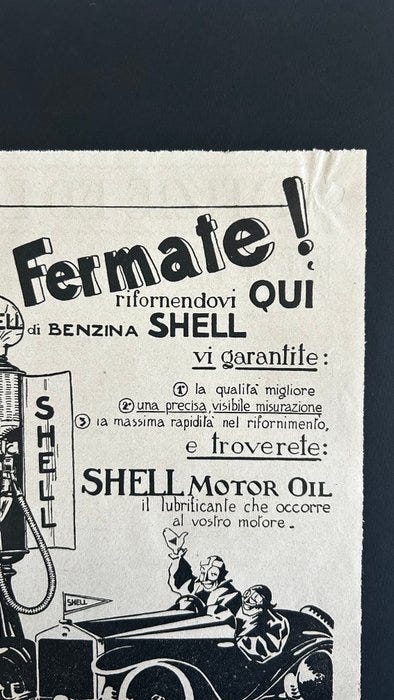 Fermate!
rifornendovi QUI
di BENZINA SHELL
vi garantite:
1° la qualità migliore
2° una precisa, visibile misurazione
3 la massima rapidità nel rifornimento,
e troverete:
SHELL MOTOR OIL
il lubrificante che occorre
al vostro motore.
SHELL
SHELL